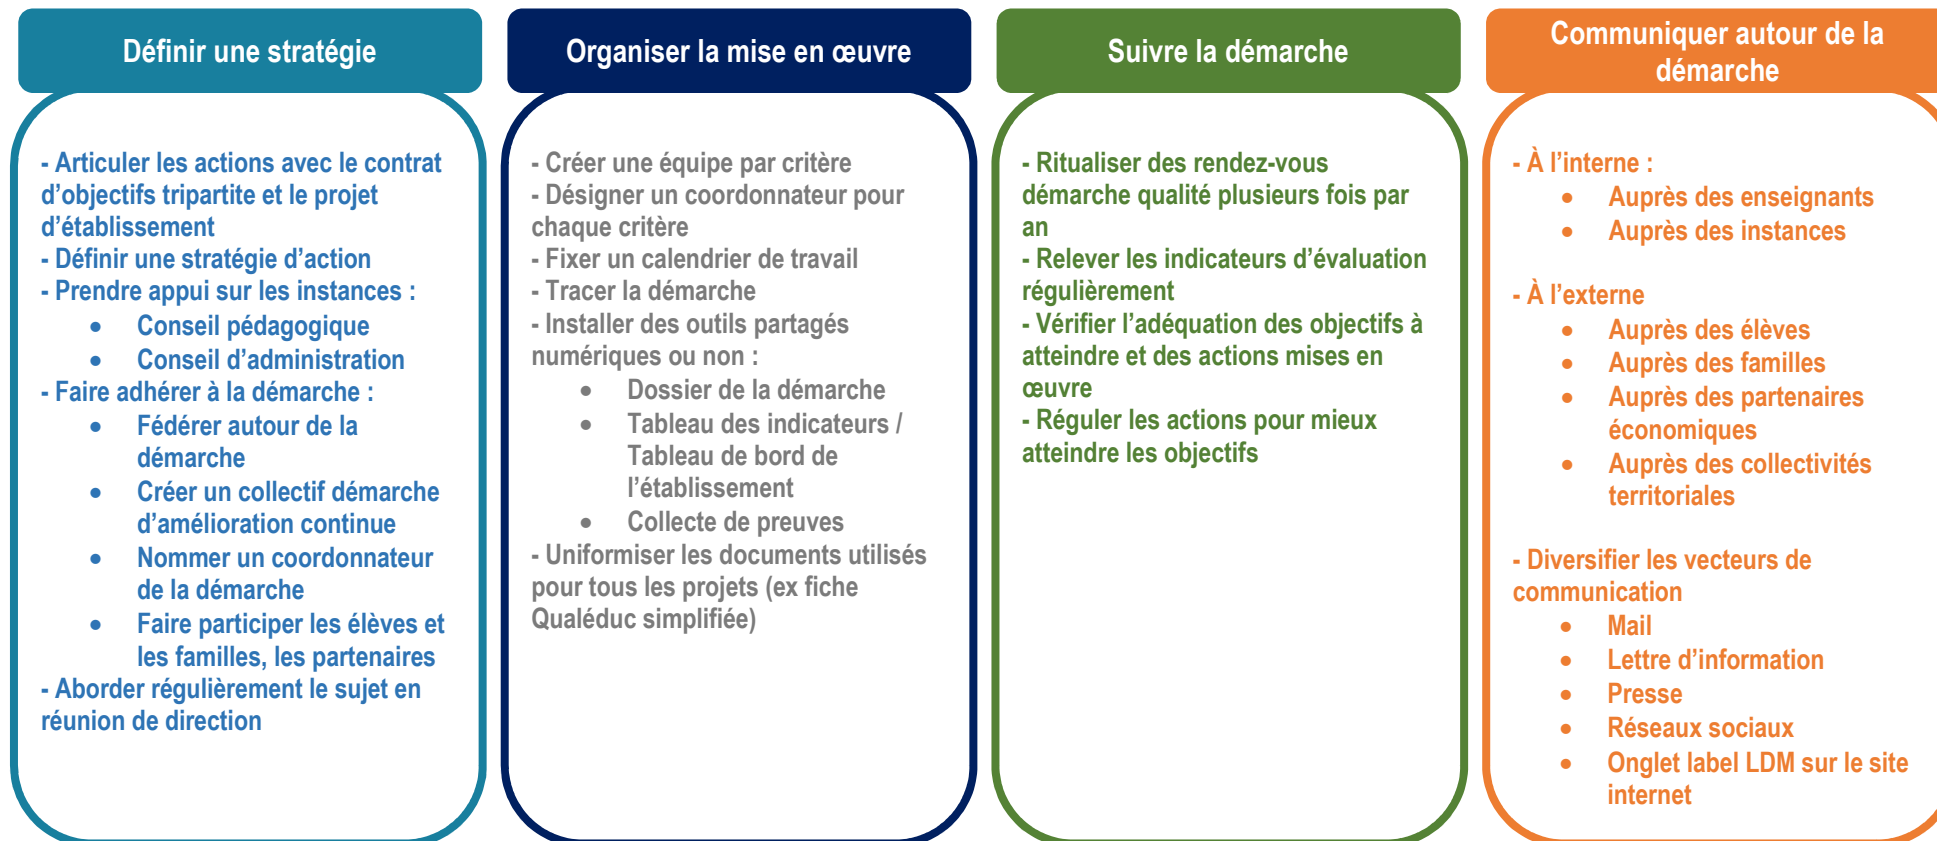 Définir une stratégie
- Articuler les actions avec le contrat
d’objectifs tripartite et le projet
d’établissement
- Définir une stratégie d’action
- Prendre appui sur les instances :
• Conseil pédagogique
• Conseil d’administration
- Faire adhérer à la démarche :
• Fédérer autour de la
démarche
• Créer un collectif démarche
d’amélioration continue
• Nommer un coordonnateur
de la démarche
• Faire participer les élèves et
les familles, les partenaires
- Aborder régulièrement le sujet en
réunion de direction
Organiser la mise en œuvre
- Créer une équipe par critère
- Désigner un coordonnateur pour
chaque critère
- Fixer un calendrier de travail
- Tracer la démarche
- Installer des outils partagés
numériques ou non :
• Dossier de la démarche
• Tableau des indicateurs /
Tableau de bord de
l’établissement
• Collecte de preuves
- Uniformiser les documents utilisés
pour tous les projets (ex fiche
Qualéduc simplifiée)
Suivre la démarche
- Ritualiser des rendez-vous
démarche qualité plusieurs fois par
an
- Relever les indicateurs d’évaluation
régulièrement
- Vérifier l’adéquation des objectifs à
atteindre et des actions mises en
œuvre
- Réguler les actions pour mieux
atteindre les objectifs
Communiquer autour de la
démarche
- À l’interne :
• Auprès des enseignants
• Auprès des instances
- À l’externe
• Auprès des élèves
• Auprès des familles
• Auprès des partenaires
économiques
• Auprès des collectivités
territoriales
- Diversifier les vecteurs de
communication
• Mail
• Lettre d’information
• Presse
• Réseaux sociaux
• Onglet label LDM sur le site
internet